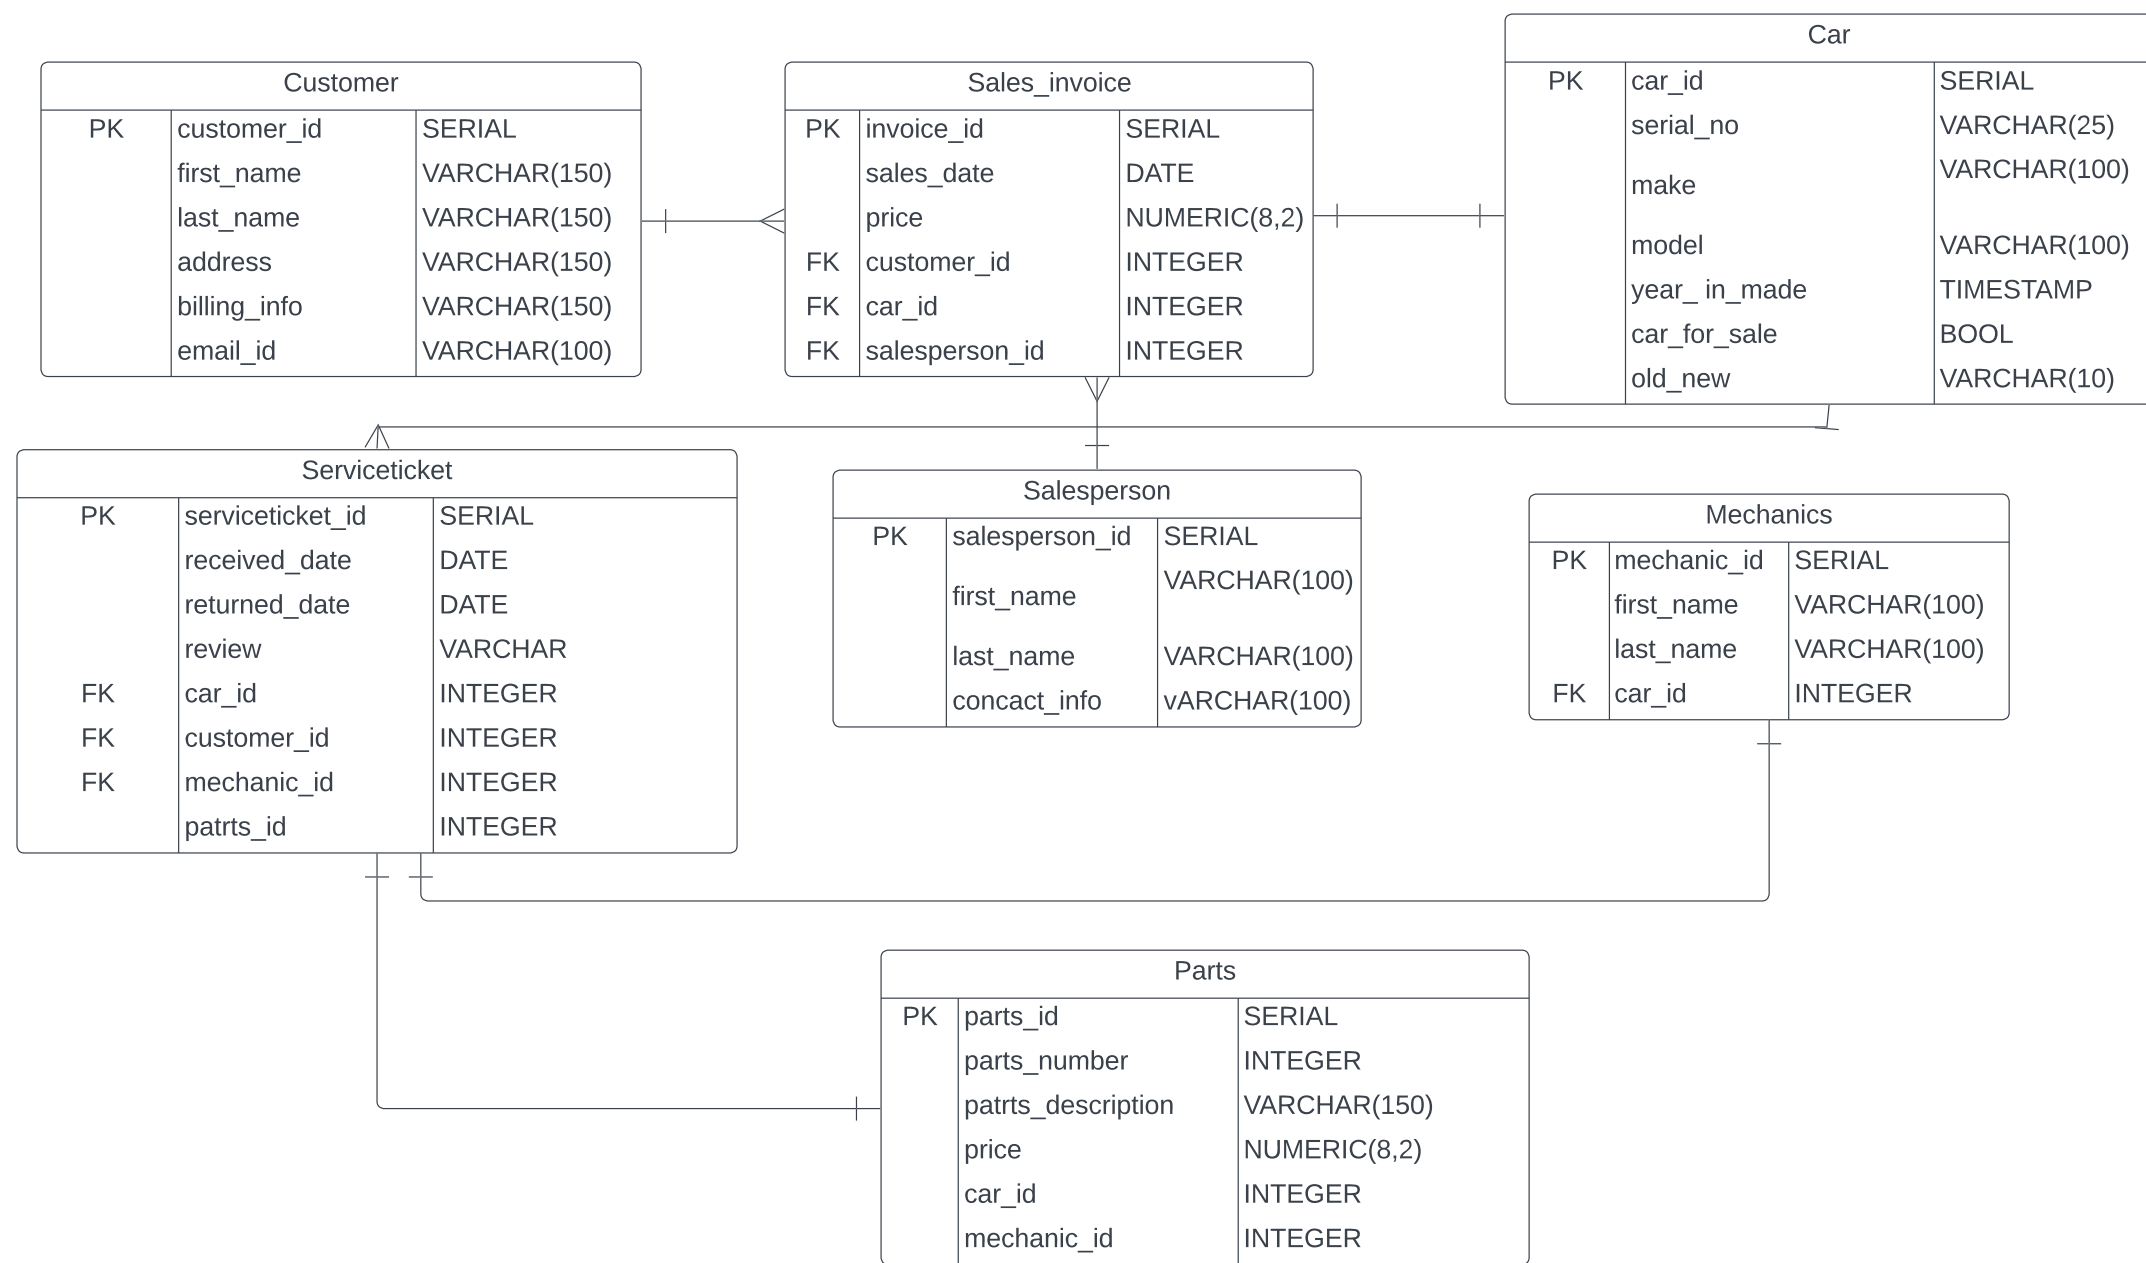 Customer
PK customer_id SERIAL
first_name VARCHAR(150)
last_name VARCHAR(150)
address VARCHAR(150)
billing_info VARCHAR(150)
email_id VARCHAR(100)
Sales_invoice
PK invoice_id SERIAL
sales_date DATE
price NUMERIC(8,2)
FK customer_id INTEGER
FK car_id INTEGER
FK salesperson_id INTEGER
Car
PK car_id SERIAL
serial_no VARCHAR(25)
make VARCHAR(100)
model VARCHAR(100)
year_ in_made TIMESTAMP
car_for_sale BOOL
old_new VARCHAR(10)
Serviceticket
PK serviceticket_id SERIAL
received_date DATE
returned_date DATE
review VARCHAR
FK car_id INTEGER
FK customer_id INTEGER
FK mechanic_id INTEGER
patrts_id INTEGER
Salesperson
PK salesperson_id SERIAL
first_name VARCHAR(100)
last_name VARCHAR(100)
concact_info vARCHAR(100)
Mechanics
PK mechanic_id SERIAL
first_name VARCHAR(100)
last_name VARCHAR(100)
FK car_id INTEGER
Parts
PK parts_id SERIAL
parts_number INTEGER
patrts_description VARCHAR(150)
price NUMERIC(8,2)
car_id INTEGER
mechanic_id INTEGER